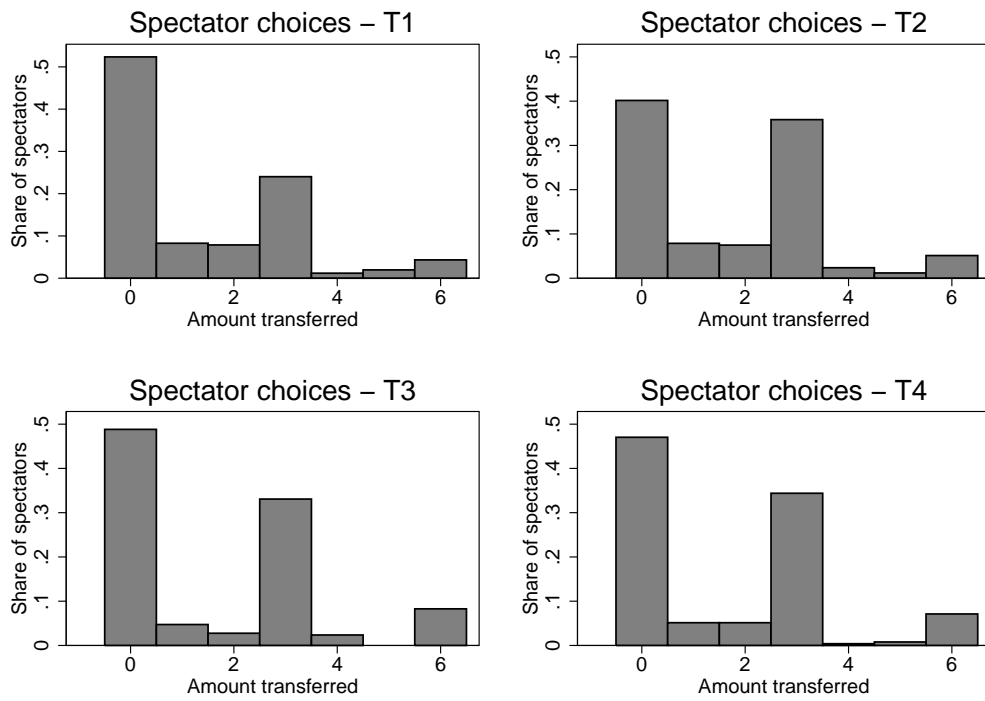 Spectator choices – T1
Share of spectators
0 .1 .2 .3 .4 .5
0 2 4 6
Amount transferred
Spectator choices – T2
Share of spectators
0 .1 .2 .3 .4 .5
0 2 4 6
Amount transferred
Spectator choices – T3
Share of spectators
0 .1 .2 .3 .4 .5
0 2 4 6
Amount transferred
Spectator choices – T4
Share of spectators
0 .1 .2 .3 .4 .5
0 2 4 6
Amount transferred